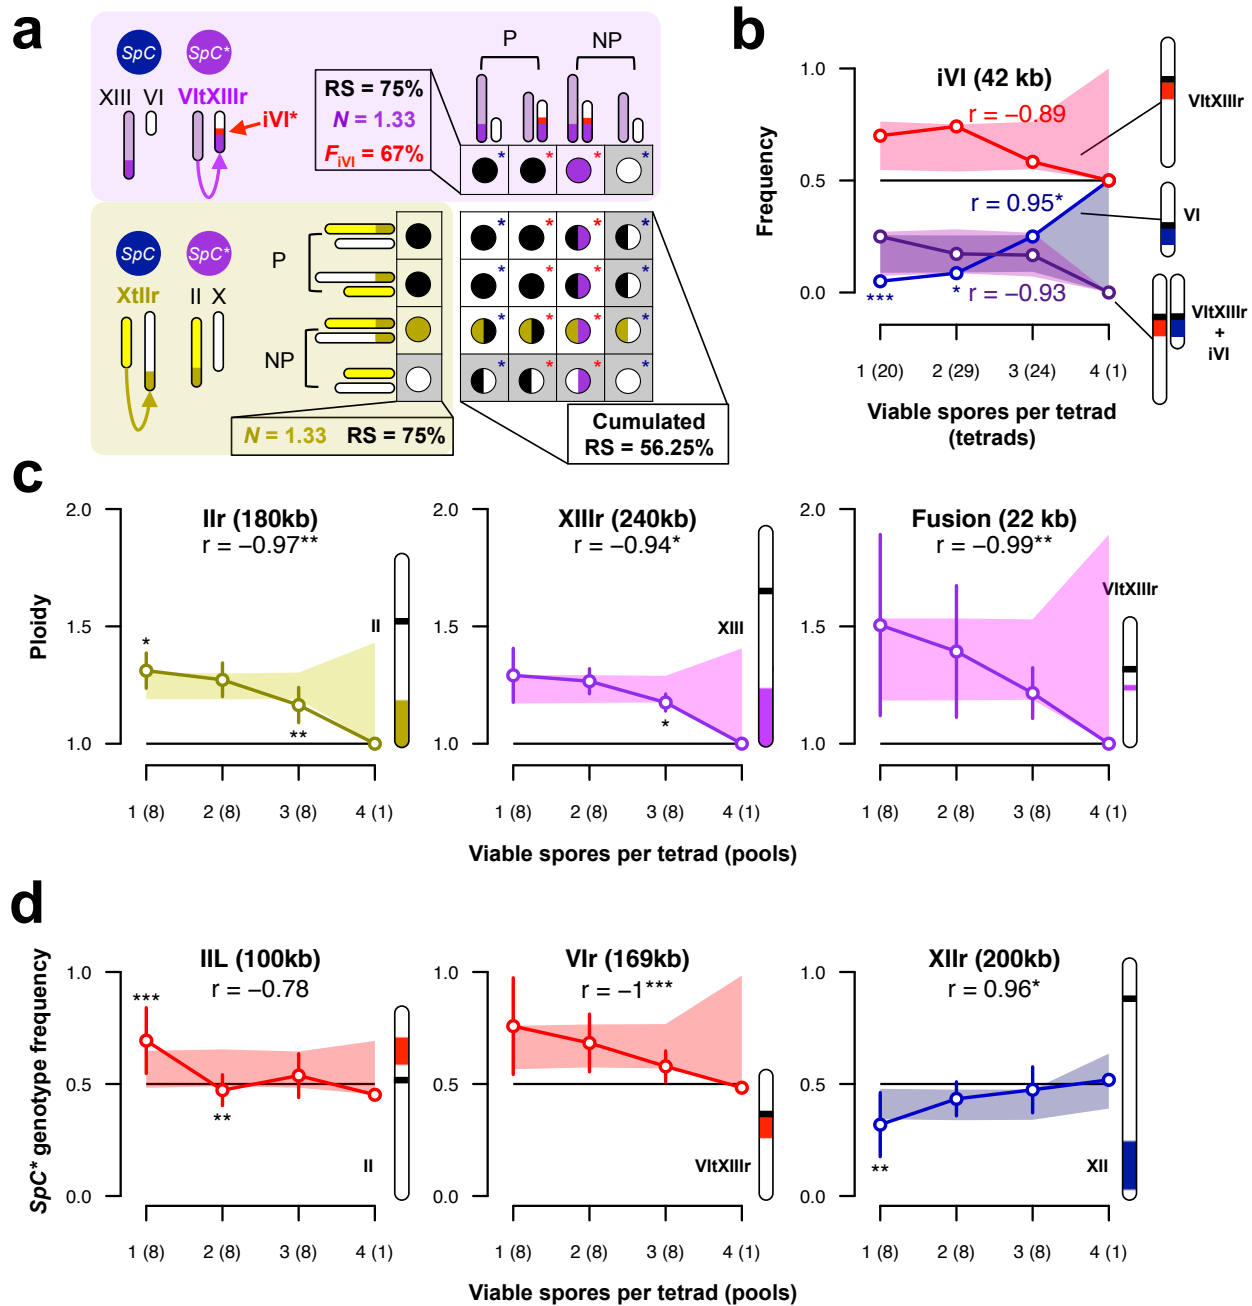 a
SpC
SpC*
XIII
VI
VItXIIIr
iVI*
P
NP
RS = 75%
N = 1.33
FiVI = 67%
* * * *
SpC
SpC*
XtIIr
II
X
P
NP
* * * *
* * * *
* * * *
* * * *
N = 1.33 RS = 75%
Cumulated
RS = 56.25%
b
iVI (42 kb)
Frequency
1.0
0.5
0.0
r = −0.89
r = 0.95*
r = −0.93
***
*
VItXIIIr
VI
VItXIIIr
+
iVI
1 (20) 2 (29) 3 (24) 4 (1)
Viable spores per tetrad
(tetrads)
c
Ploidy
IIr (180kb)
r = −0.97**
2.0
1.5
1.0
*
**
II
1 (8) 2 (8) 3 (8) 4 (1)
XIIIr (240kb)
r = −0.94*
2.0
1.5
1.0
*
XIII
1 (8) 2 (8) 3 (8) 4 (1)
Fusion (22 kb)
r = −0.99**
2.0
1.5
1.0
VItXIIIr
1 (8) 2 (8) 3 (8) 4 (1)
Viable spores per tetrad (pools)
d
SpC* genotype frequency
IIL (100kb)
r = −0.78
1.0
0.5
0.0
***
**
II
1 (8) 2 (8) 3 (8) 4 (1)
VIr (169kb)
r = −1***
1.0
0.5
0.0
VItXIIIr
1 (8) 2 (8) 3 (8) 4 (1)
XIIr (200kb)
r = 0.96*
1.0
0.5
0.0
**
XII
1 (8) 2 (8) 3 (8) 4 (1)
Viable spores per tetrad (pools)